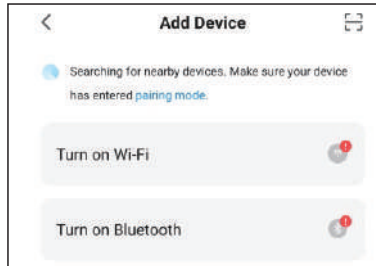 Add Device
Searching for nearby devices. Make sure your device
has entered pairing mode.
Turn on Wi-Fi
Turn on Bluetooth